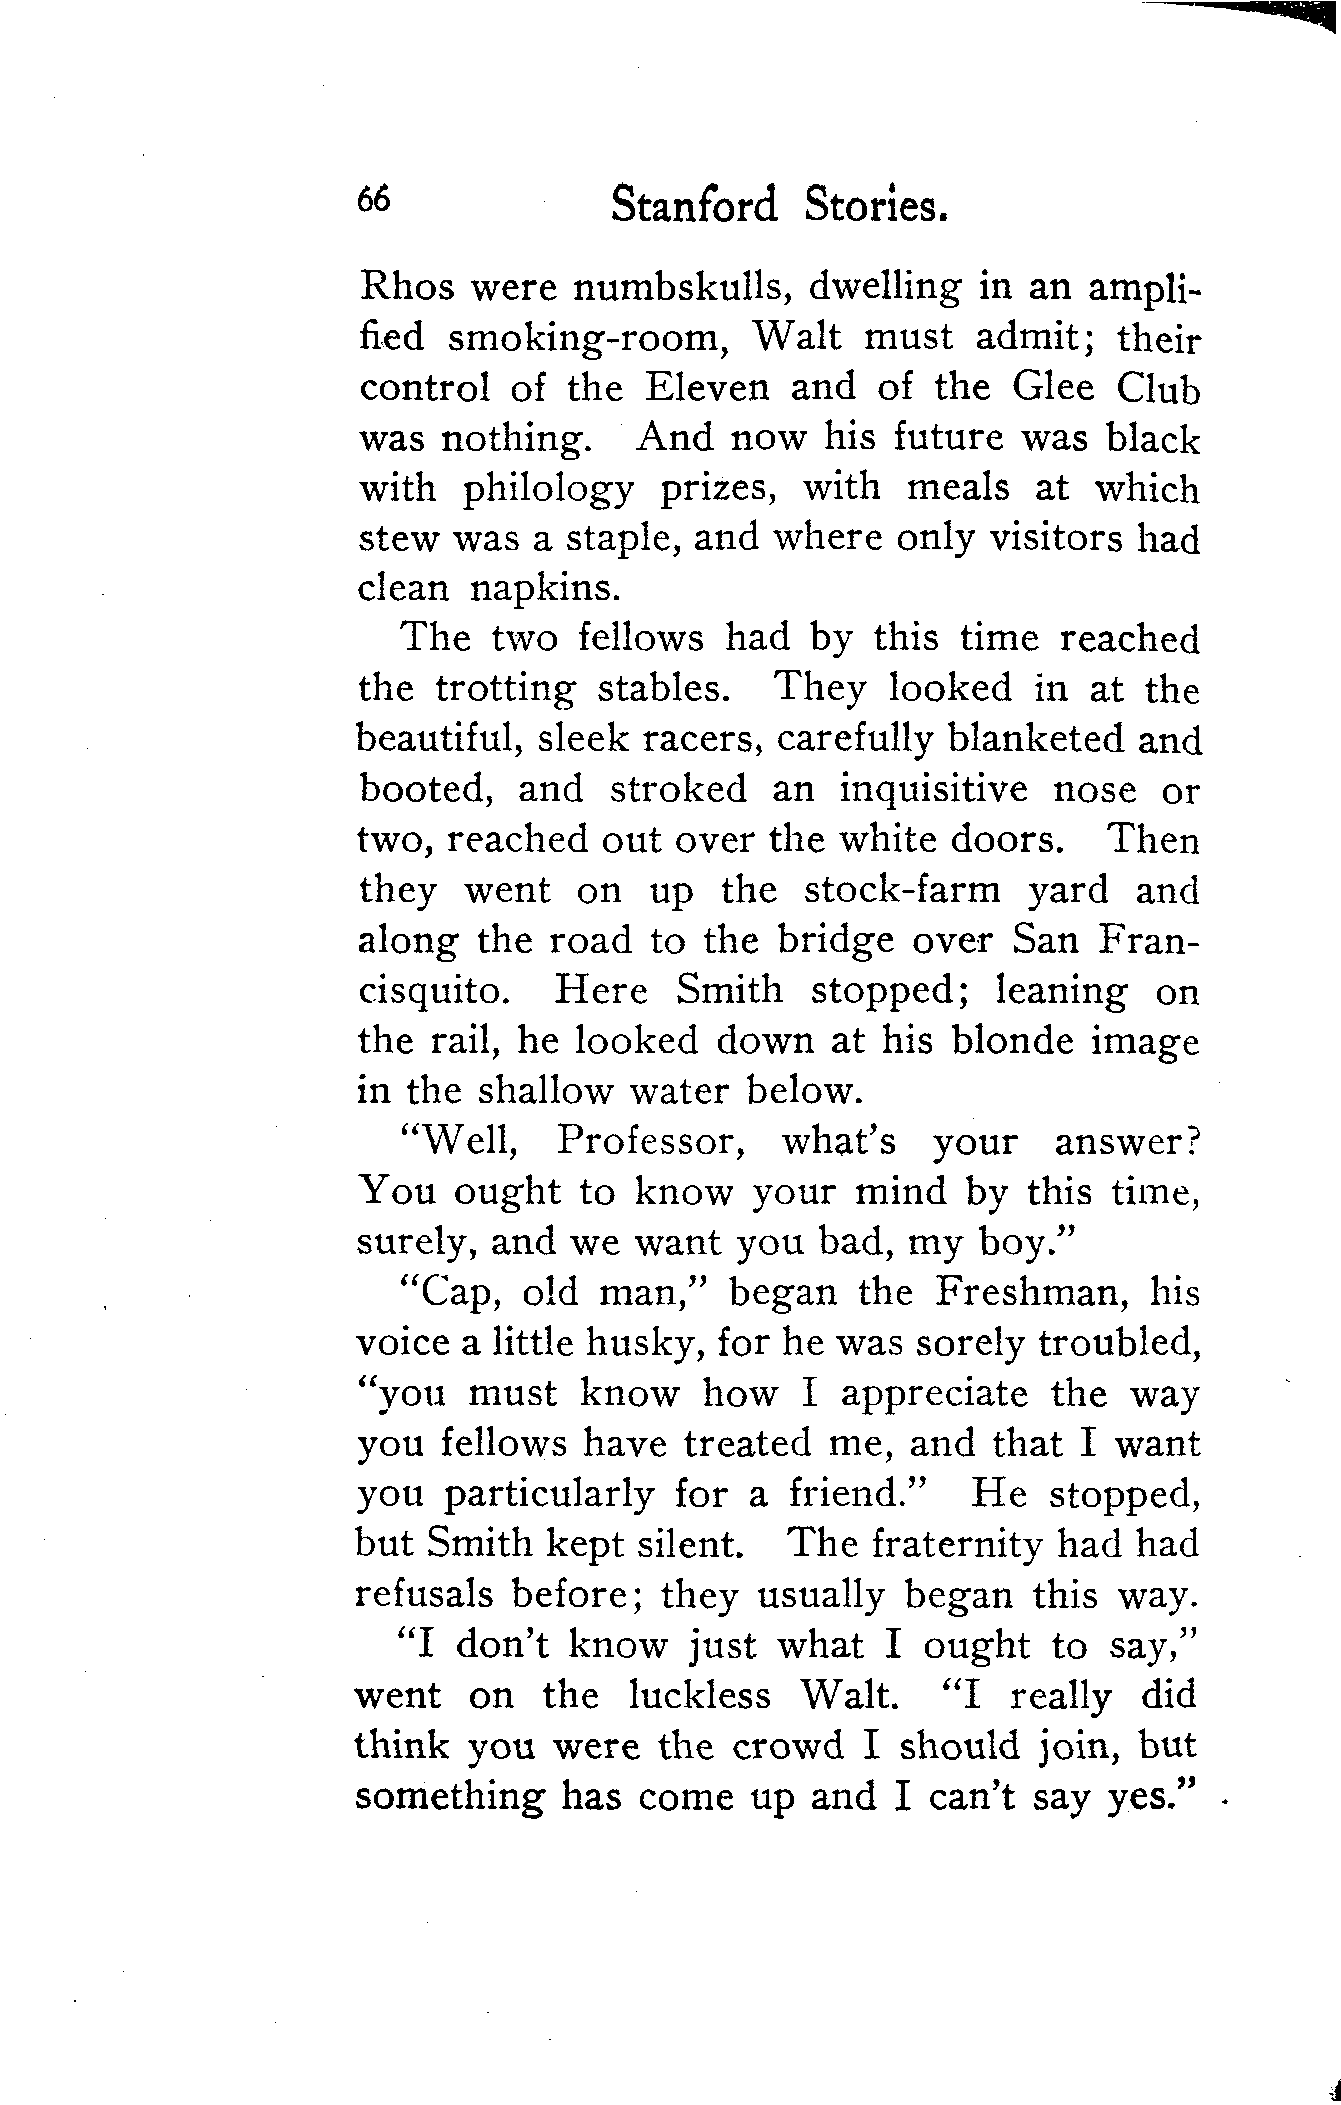 66 Stanford Stories.
Rhos were numbskulls, dwelling in an ampli-
fied smoking-room, Walt must admit; their
control of the Eleven and of the Glee Club
was nothing. And now his future was black
with philology prizes, with meals at which
stew was a staple, and where only visitors had
clean napkins.
The two fellows had by this time reached
the trotting stables. They looked in at the
beautiful, sleek racers, carefully blanketed and
booted, and stroked an inquisitive nose or
two, reached out over the white doors. Then
they went on up the stock-farm yard and
along the road to the bridge over San Fran-
cisquito. Here Smith stopped; leaning on
the rail, he looked down at his blonde image
in the shallow water below.
“Well, Professor, what's your answer?
You ought to know your mind by this time,
surely, and we want you bad, my boy.”
“Cap, old man,” began the Freshman, his
voice a little husky, for he was sorely troubled,
“you must know how I appreciate the way
you fellows have treated me, and that I want
you particularly for a friend.” He stopped,
but Smith kept silent. The fraternity had had
refusals before; they usually began this way.
“I don't know just what I ought to say,”
went on the luckless Walt. “I really did
think you were the crowd I should join, but
something has come up and I can't say yes.”